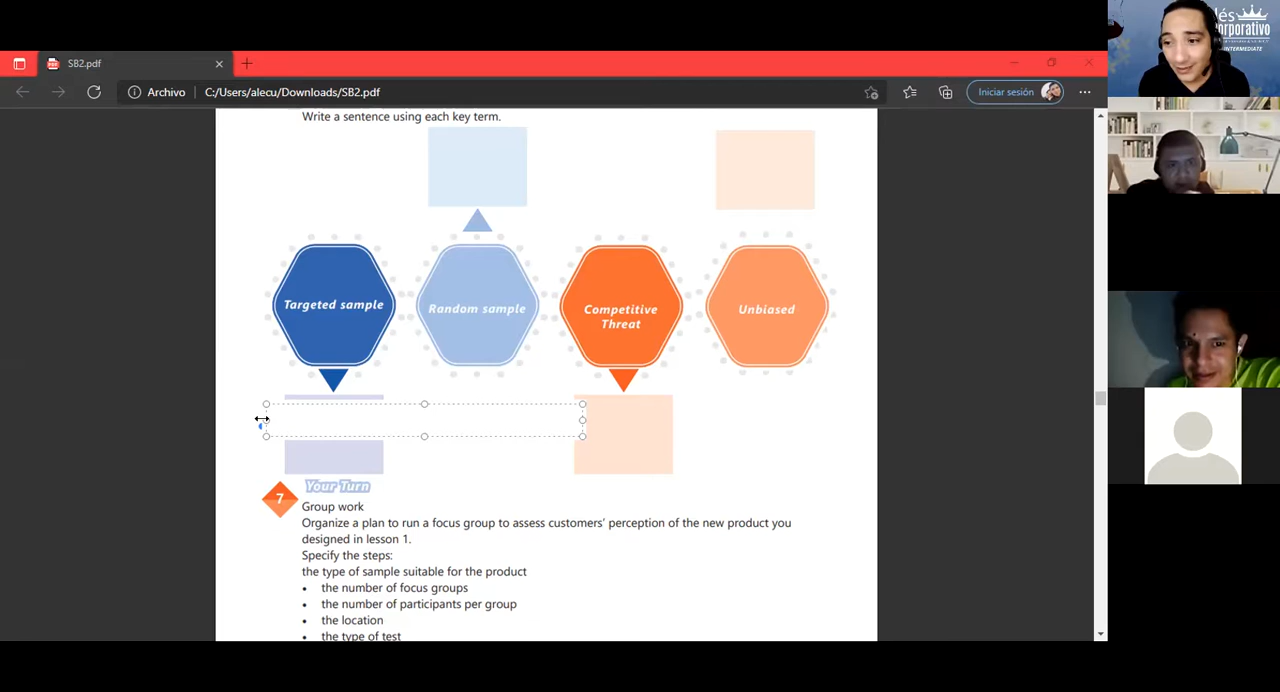 SB2.pdf
Archivo
C:/Users/alecu/Downloads/SB2.pdf
Iniciar sesión
Write a sentence using each key term.
Targeted sample
Random sample
Competitive
Threat
Unbiased
7
Your Turn
Group work
Organize a plan to run a focus group to assess customers' perception of the new product you
designed in lesson 1.
Specify the steps:
the type of sample suitable for the product
• the number of focus groups
• the number of participants per group
• the location
• the type of test
és
corporativo
INTERMEDIATE